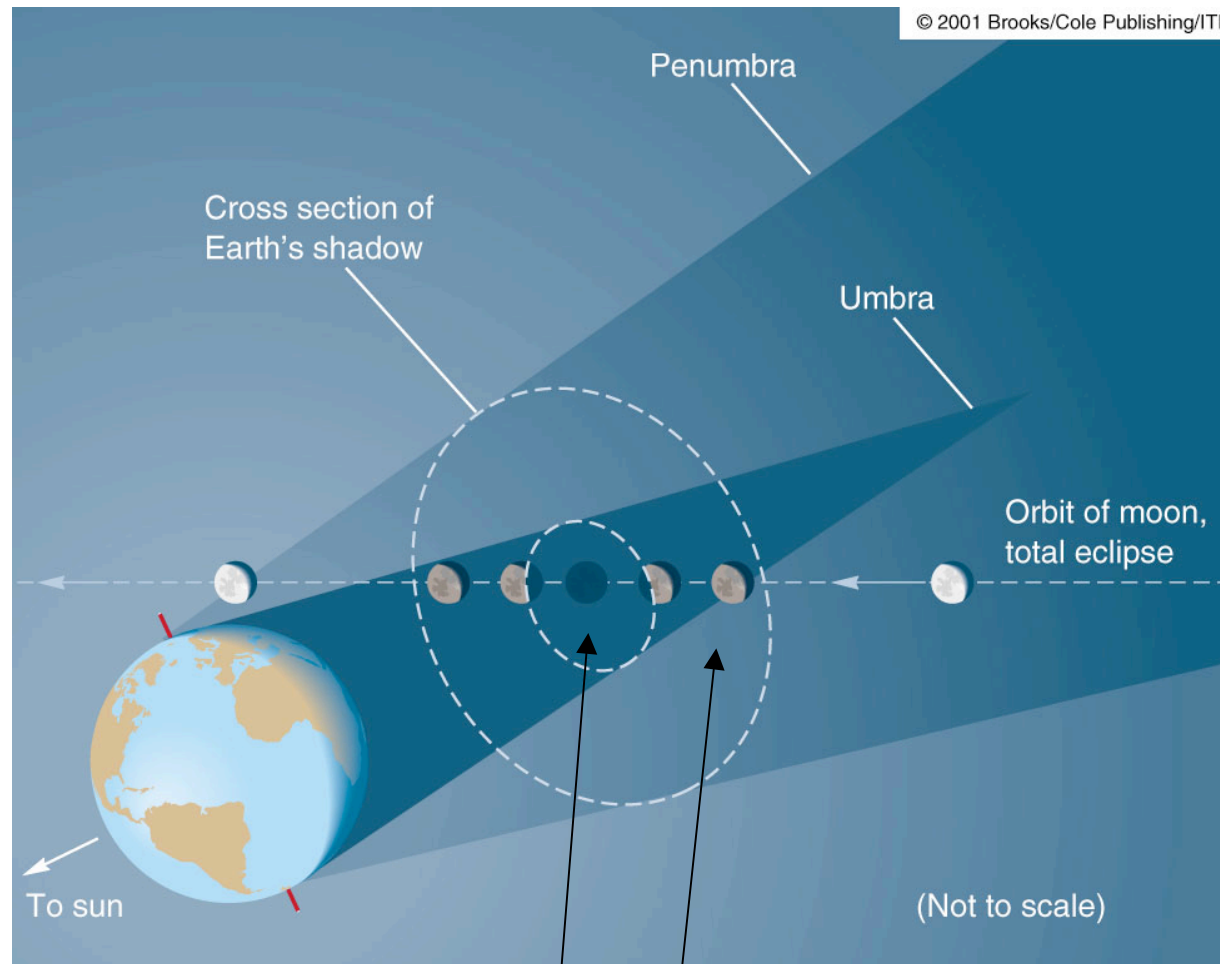 © 2001 Brooks/Cole Publishing/IT
Penumbra
Cross section of
Earth's shadow
Umbra
Orbit of moon,
total eclipse
To sun
(Not to scale)